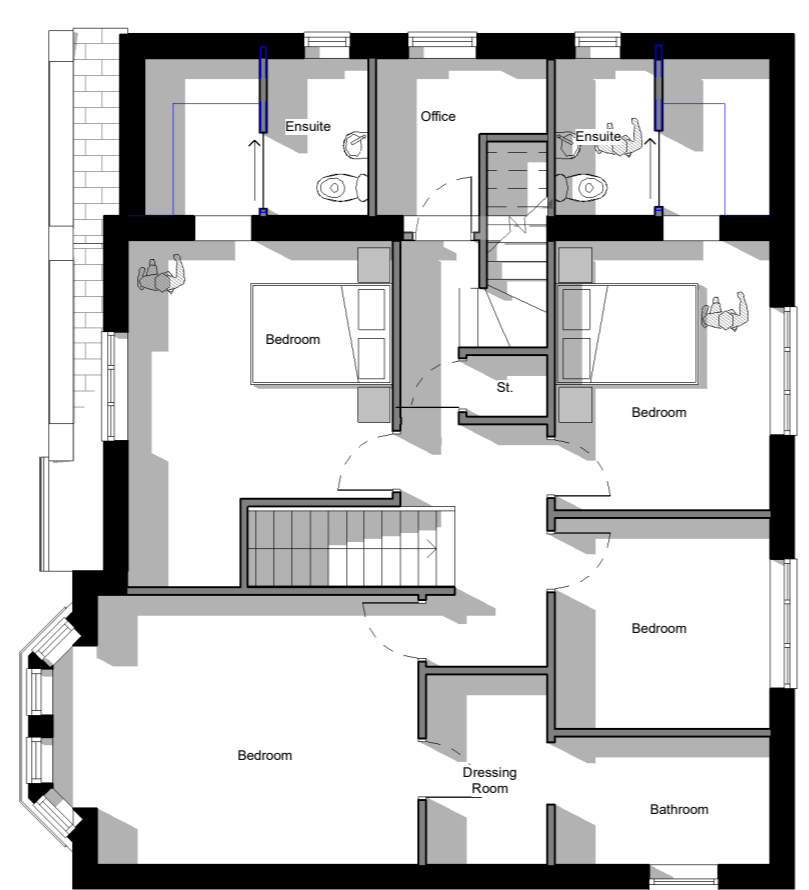 Office
Ensuite
Ensuite
Bedroom
St.
Bedroom
Bedroom
Bedroom
Dressing
Room
Bathroom